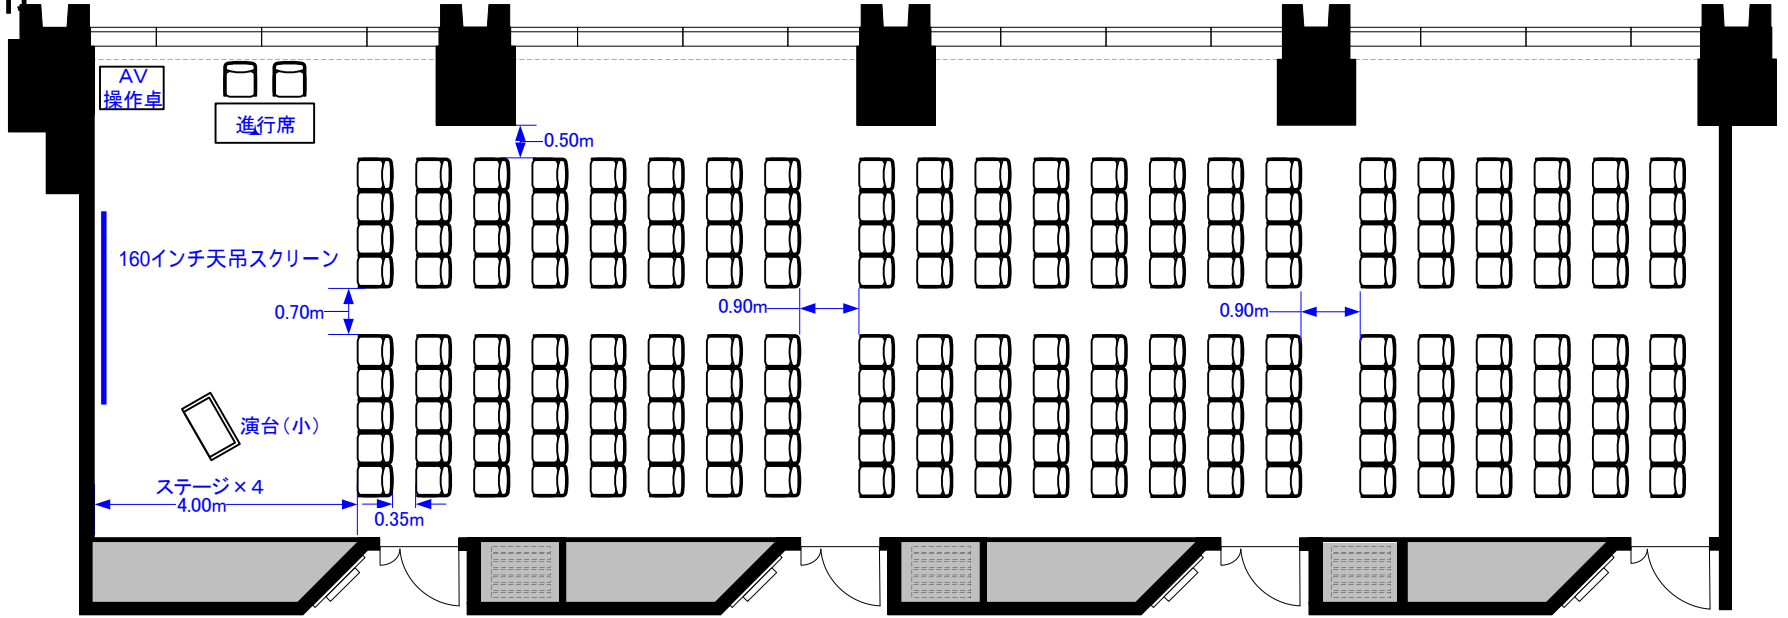 AV
操作卓
進行席
0.50m
160インチ天吊スクリーン
0.70m
0.90m
0.90m
演台(小)
ステージ×4
4.00m
0.35m